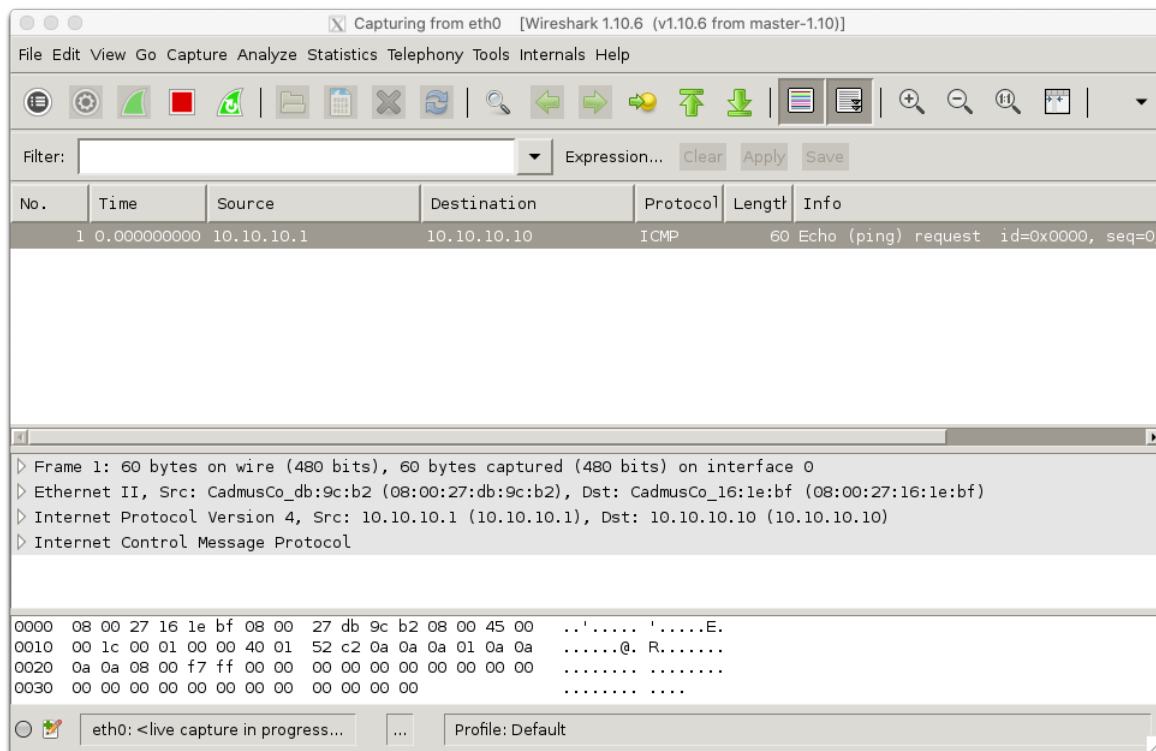 Capturing from eth0 [Wireshark 1.10.6 (v1.10.6 from master-1.10)]
File Edit View Go Capture Analyze Statistics Telephony Tools Internals Help
Filter: Expression... Clear Apply Save
No. Time Source Destination Protocol Length Info
1 0.000000000 10.10.10.1 10.10.10.10 ICMP 60 Echo (ping) request id=0x0000, seq=0
Frame 1: 60 bytes on wire (480 bits), 60 bytes captured (480 bits) on interface 0
Ethernet II, Src: CadmusCo_db:9c:b2 (08:00:27:db:9c:b2), Dst: CadmusCo_16:1e:bf (08:00:27:16:1e:bf)
Internet Protocol Version 4, Src: 10.10.10.1 (10.10.10.1), Dst: 10.10.10.10 (10.10.10.10)
Internet Control Message Protocol
0000 08 00 27 16 1e bf 08 00 27 db 9c b2 08 00 45 00 ..'..... '.....E.
0010 00 1c 00 01 00 00 40 01 52 c2 0a 0a 0a 01 0a 0a ......@. R.......
0020 0a 0a 08 00 f7 ff 00 00 00 00 00 00 00 00 00 00 ........ ........
0030 00 00 00 00 00 00 00 00 00 00 00 00 ........ ....
eth0: <live capture in progress... ... Profile: Default